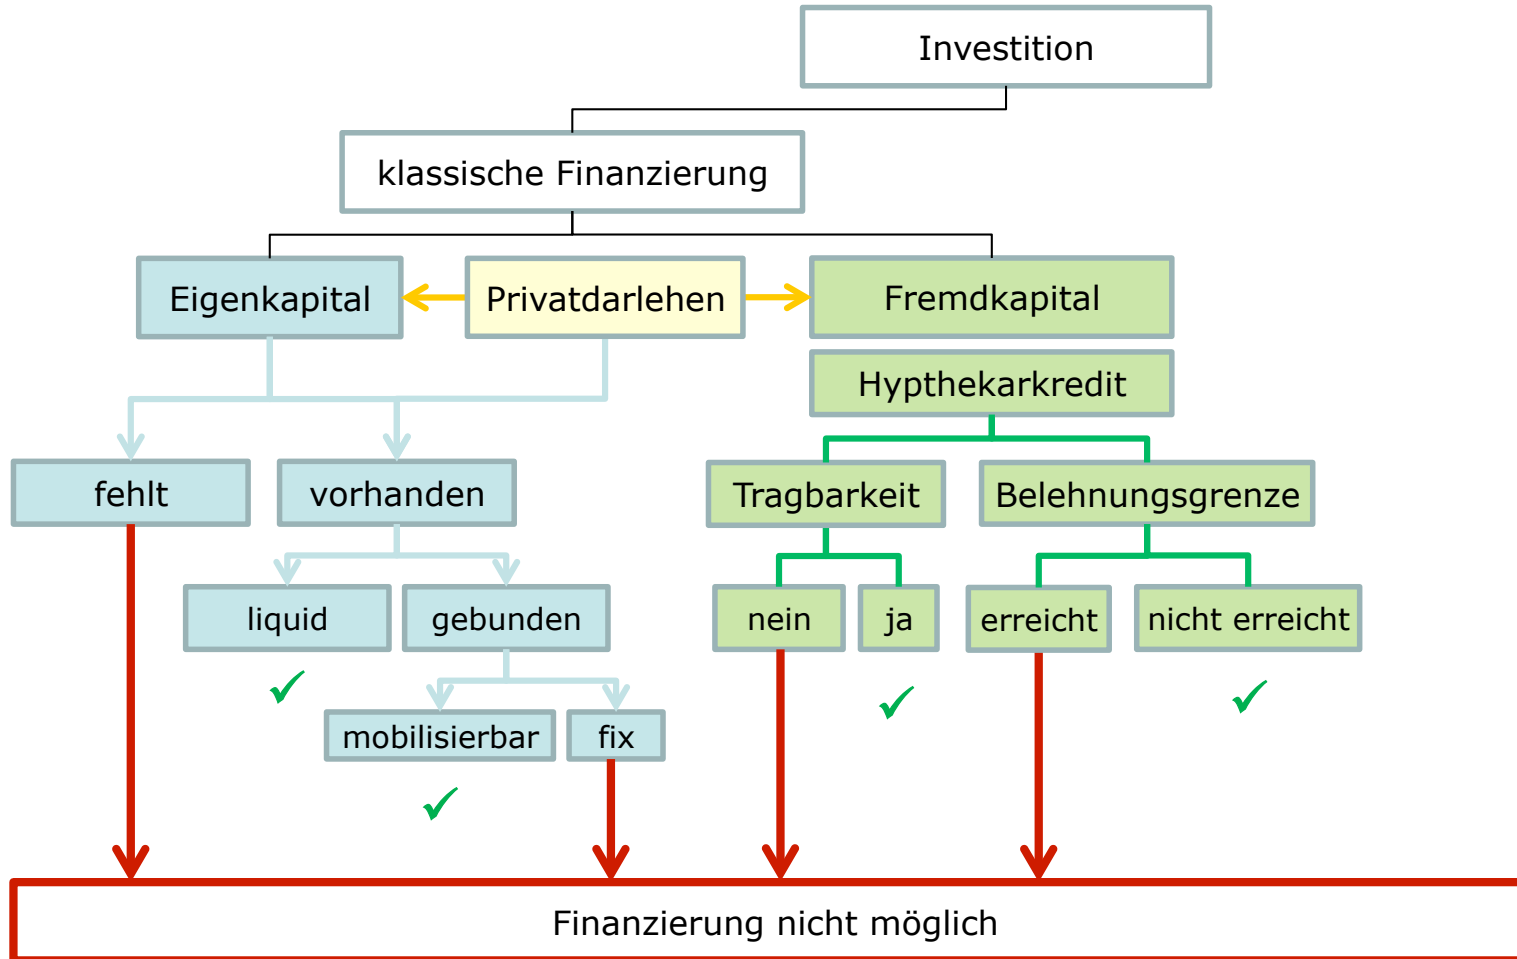 Investition
klassische Finanzierung
Eigenkapital
Privatdarlehen
Fremdkapital
Hypthekarkredit
fehlt
vorhanden
Tragbarkeit
Belehnungsgrenze
liquid
gebunden
nein
ja
erreicht
nicht erreicht
mobilisierbar
fix
Finanzierung nicht möglich